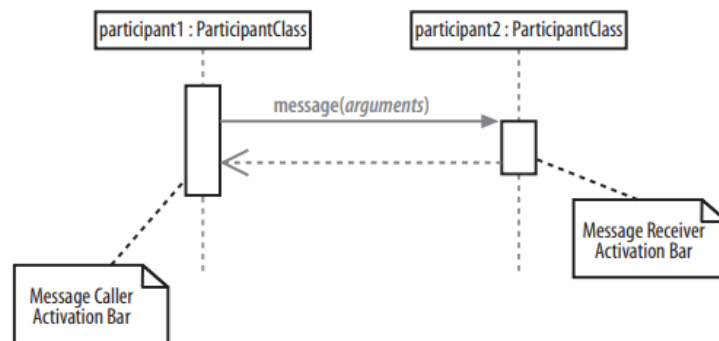 participant1 : ParticipantClass
participant2 : ParticipantClass
message(arguments)
Message Receiver
Activation Bar
Message Caller
Activation Bar